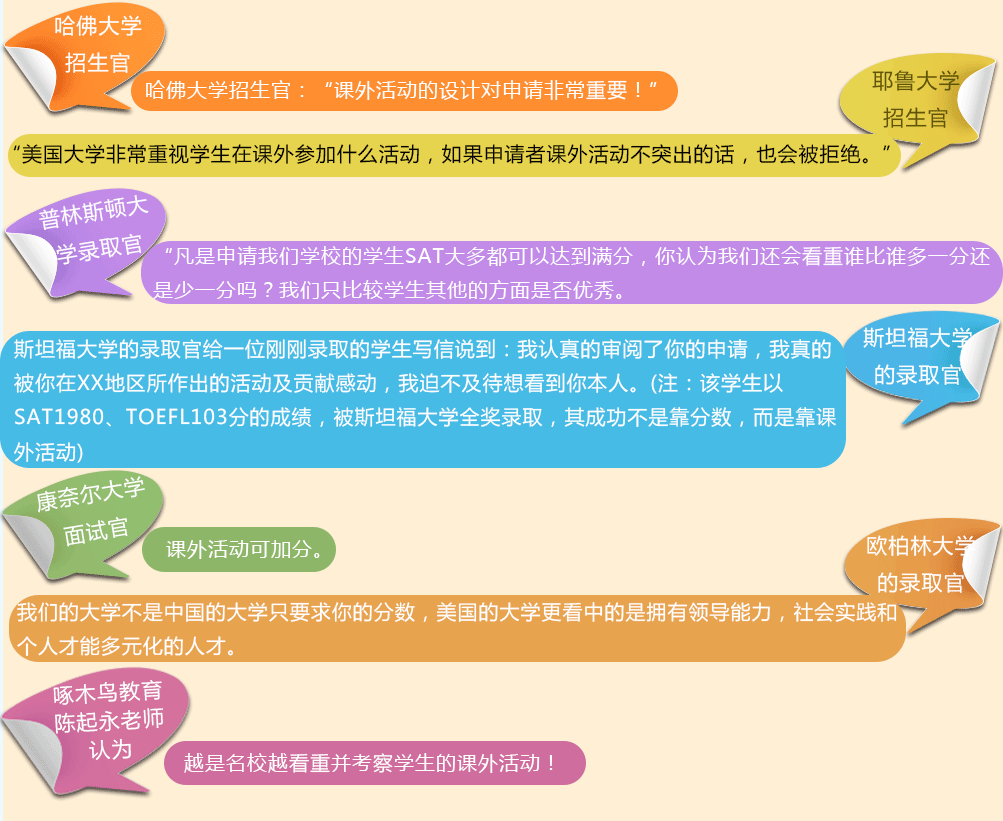 哈佛大学
招生官
哈佛大学招生官：“课外活动的设计对申请非常重要！”
耶鲁大学
招生官
“美国大学非常重视学生在课外参加什么活动，如果申请者课外活动不突出的话，也会被拒绝。”
普林斯顿大
学录取官
“凡是申请我们学校的学生SAT大多都可以达到满分，你认为我们还会看重谁比谁多一分还
是少一分吗？我们只比较学生其他的方面是否优秀。
斯坦福大学
的录取官
斯坦福大学的录取官给一位刚刚录取的学生写信说到：我认真的审阅了你的申请，我真的
被你在XX地区所作出的活动及贡献感动，我迫不及待想看到你本人。(注：该学生以
SAT1980、TOEFL103分的成绩，被斯坦福大学全奖录取，其成功不是靠分数，而是靠课
外活动)
康奈尔大学
面试官
课外活动可加分。
欧柏林大学
的录取官
我们的大学不是中国的大学只要求你的分数，美国的大学更看中的是拥有领导能力，社会实践和
个人才能多元化的人才。
啄木鸟教育
陈起永老师
认为
越是名校越看重并考察学生的课外活动！